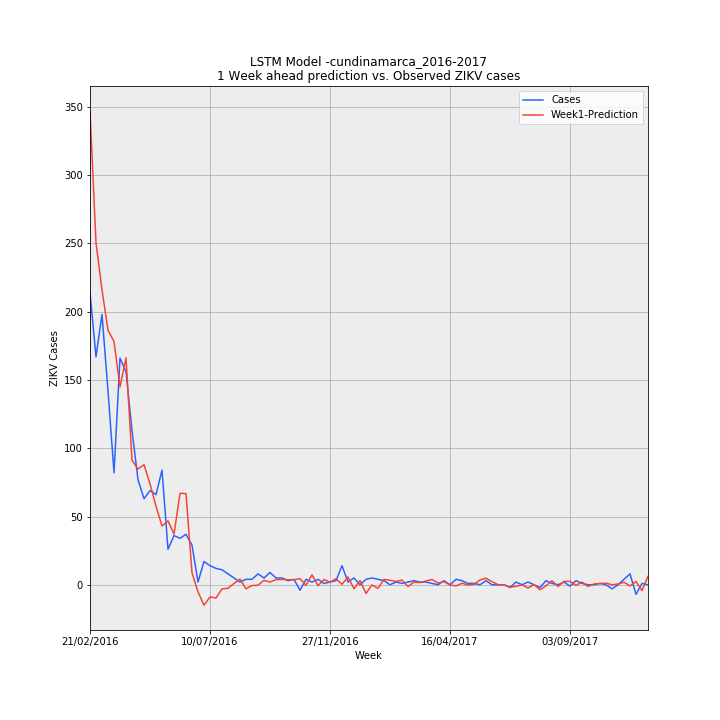 LSTM Model -cundinamarca_2016-2017
1 Week ahead prediction vs. Observed ZIKV cases
Cases
Week1-Prediction
350
300
250
200
150
100
50
0
ZIKV Cases
21/02/2016
10/07/2016
27/11/2016
16/04/2017
03/09/2017
Week